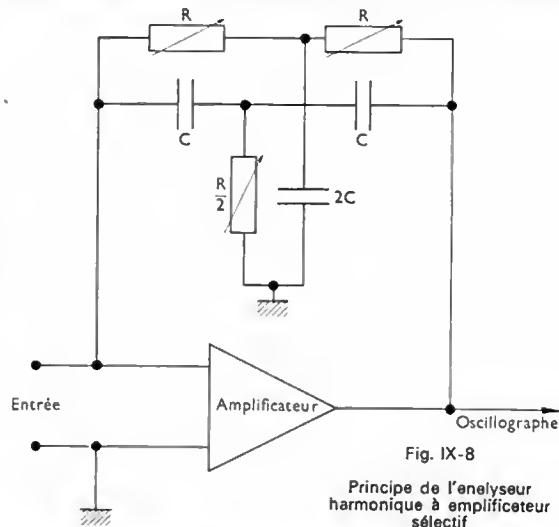 R
R
C
C
R
2
2C
Entrée
Amplificateur
Oscillographe
Fig. IX-8
Principe de l'enelyseur
harmonique à emplificeteur
sélectif